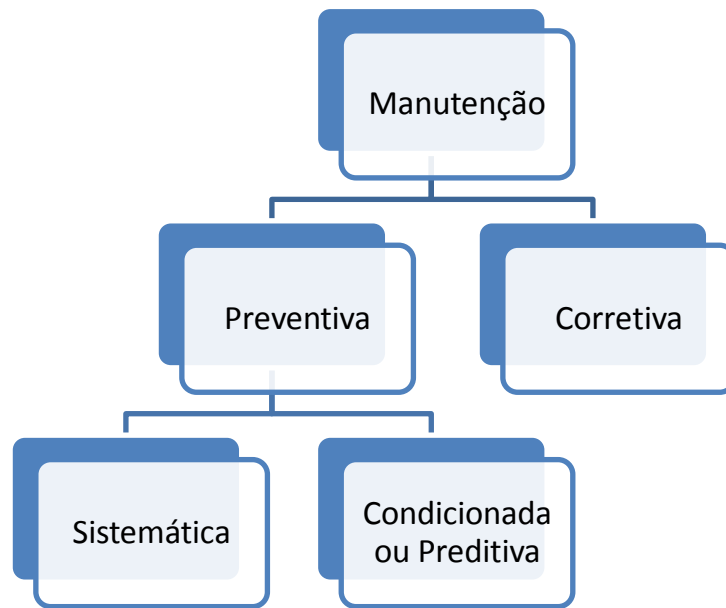 Manutenção
Preventiva
Corretiva
Sistemática
Condicionada
ou Preditiva